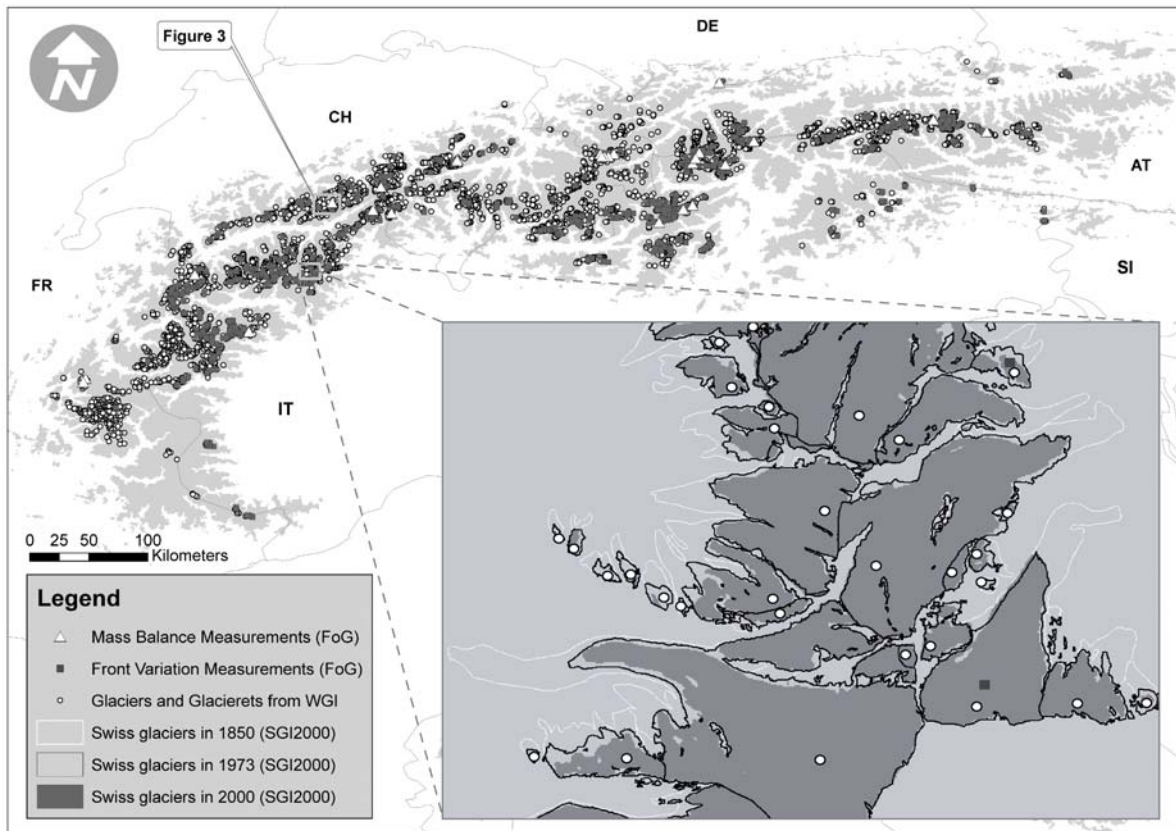 DE
Figure 3
N
CH
AT
FR
SI
IT
0 25 50 100
Kilometers
Legend
Mass Balance Measurements (FoG)
Front Variation Measurements (FoG)
Glaciers and Glacierets from WGI
Swiss glaciers in 1850 (SGI2000)
Swiss glaciers in 1973 (SGI2000)
Swiss glaciers in 2000 (SGI2000)